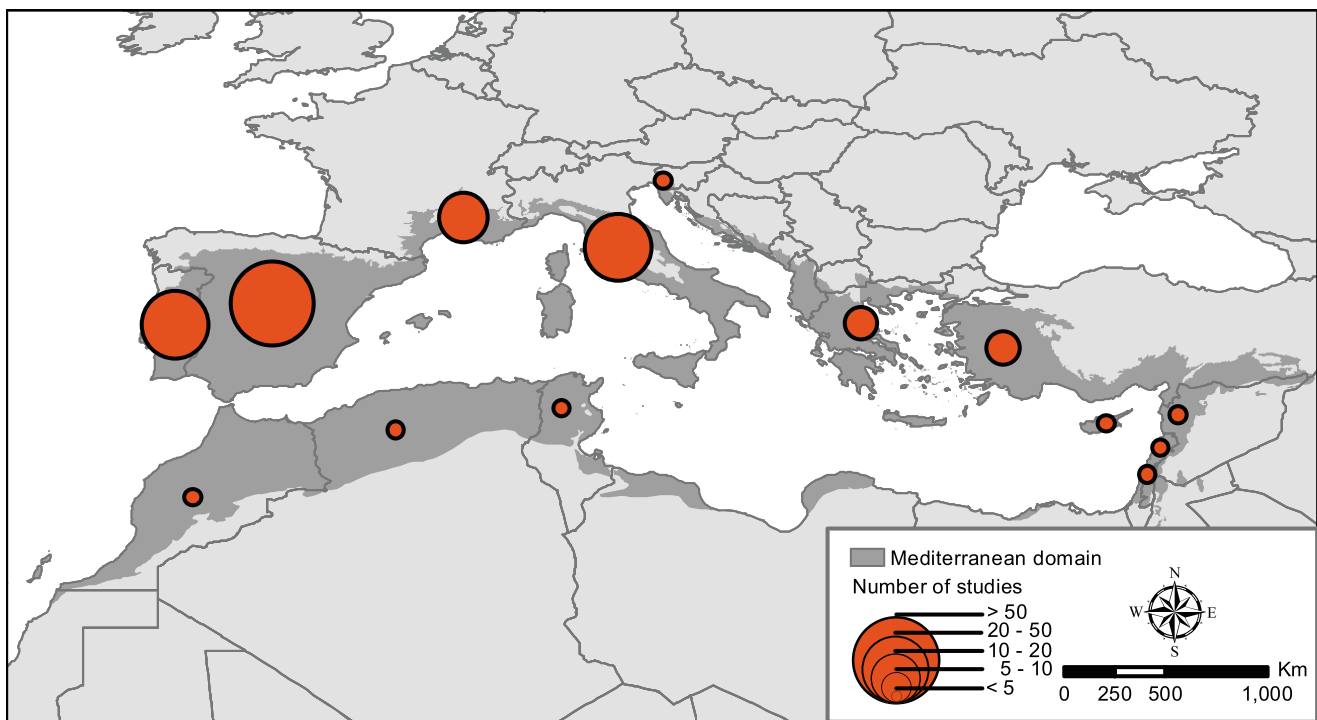 Mediterranean domain
Number of studies
> 50
20 - 50
10 - 20
5 - 10
< 5
N
W E
S
Km
0 250 500 1,000